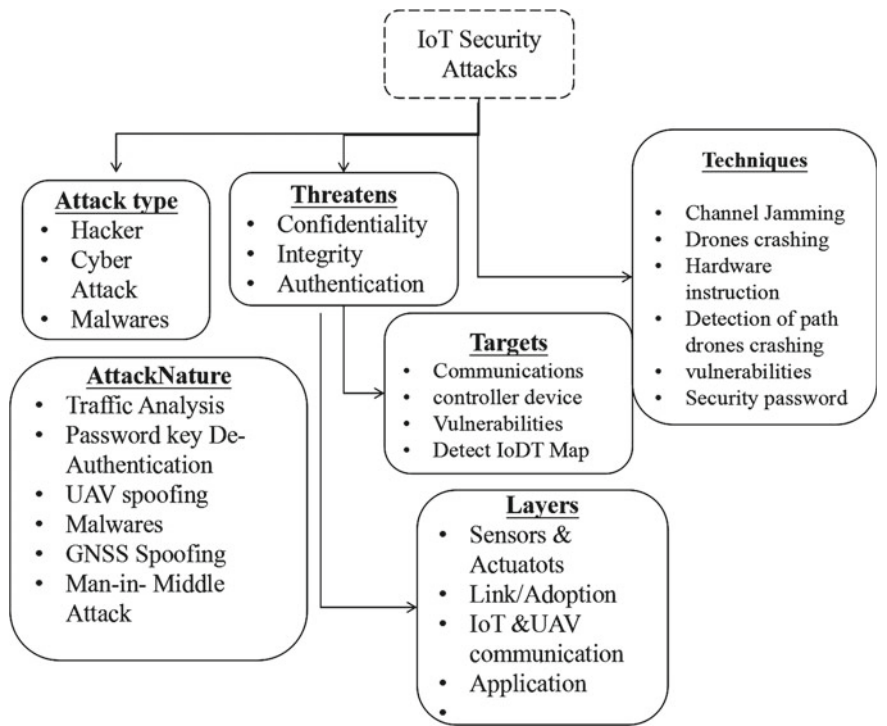 IoT Security
Attacks
Attack type
• Hacker
• Cyber
Attack
• Malwares
Threatens
• Confidentiality
• Integrity
• Authentication
Techniques
• Channel Jamming
• Drones crashing
• Hardware
instruction
• Detection of path
drones crashing
• vulnerabilities
• Security password
AttackNature
• Traffic Analysis
• Password key De-
Authentication
• UAV spoofing
• Malwares
• GNSS Spoofing
• Man-in- Middle
Attack
Targets
• Communications
• controller device
• Vulnerabilities
• Detect IoDT Map
Layers
• Sensors &
Actuatots
• Link/Adoption
• IoT &UAV
communication
• Application
•